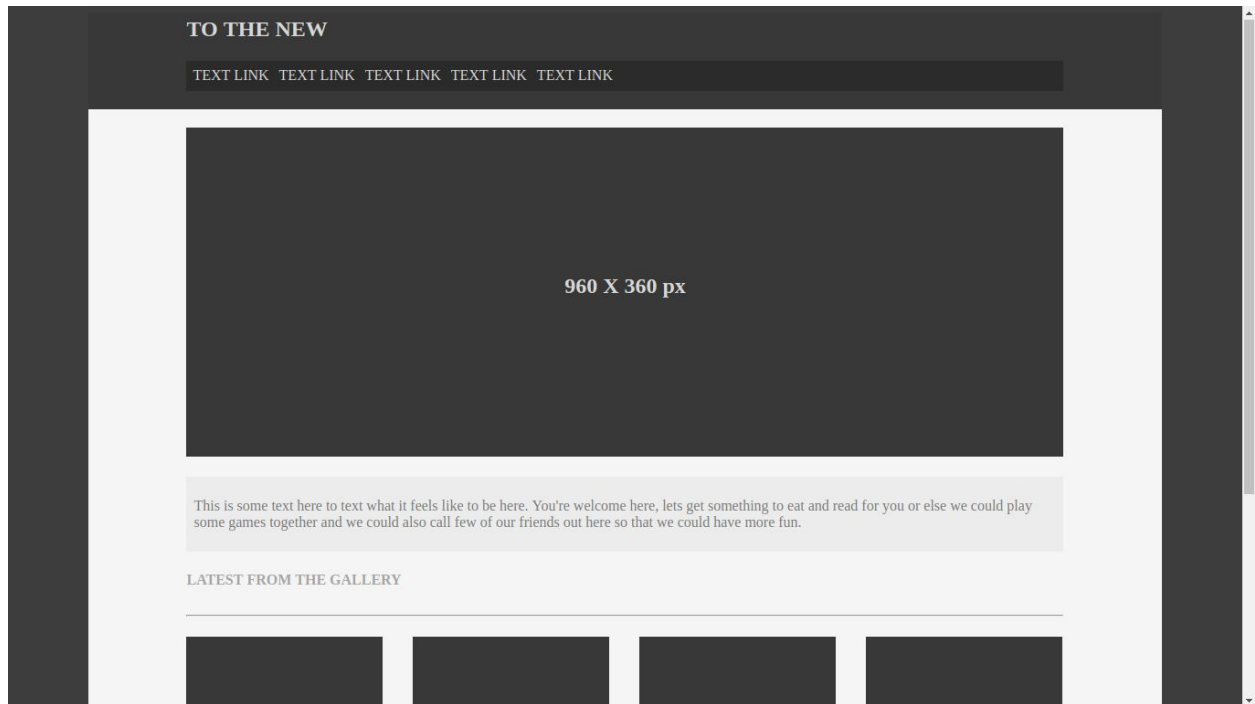 TO THE NEW
TEXT LINK TEXT LINK TEXT LINK TEXT LINK TEXT LINK
960 X 360 px
This is some text here to text what it feels like to be here. You're welcome here, lets get something to eat and read for you or else we could play
some games together and we could also call few of our friends out here so that we could have more fun.
LATEST FROM THE GALLERY